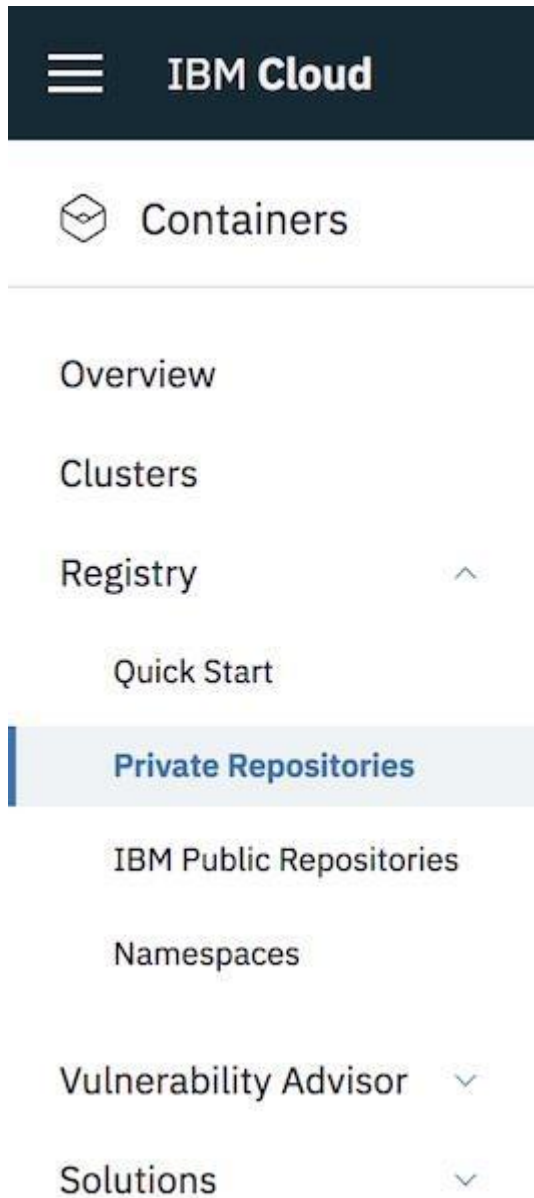 IBM Cloud
Containers
Overview
Clusters
Registry
Quick Start
Private Repositories
IBM Public Repositories
Namespaces
Vulnerability Advisor
Solutions